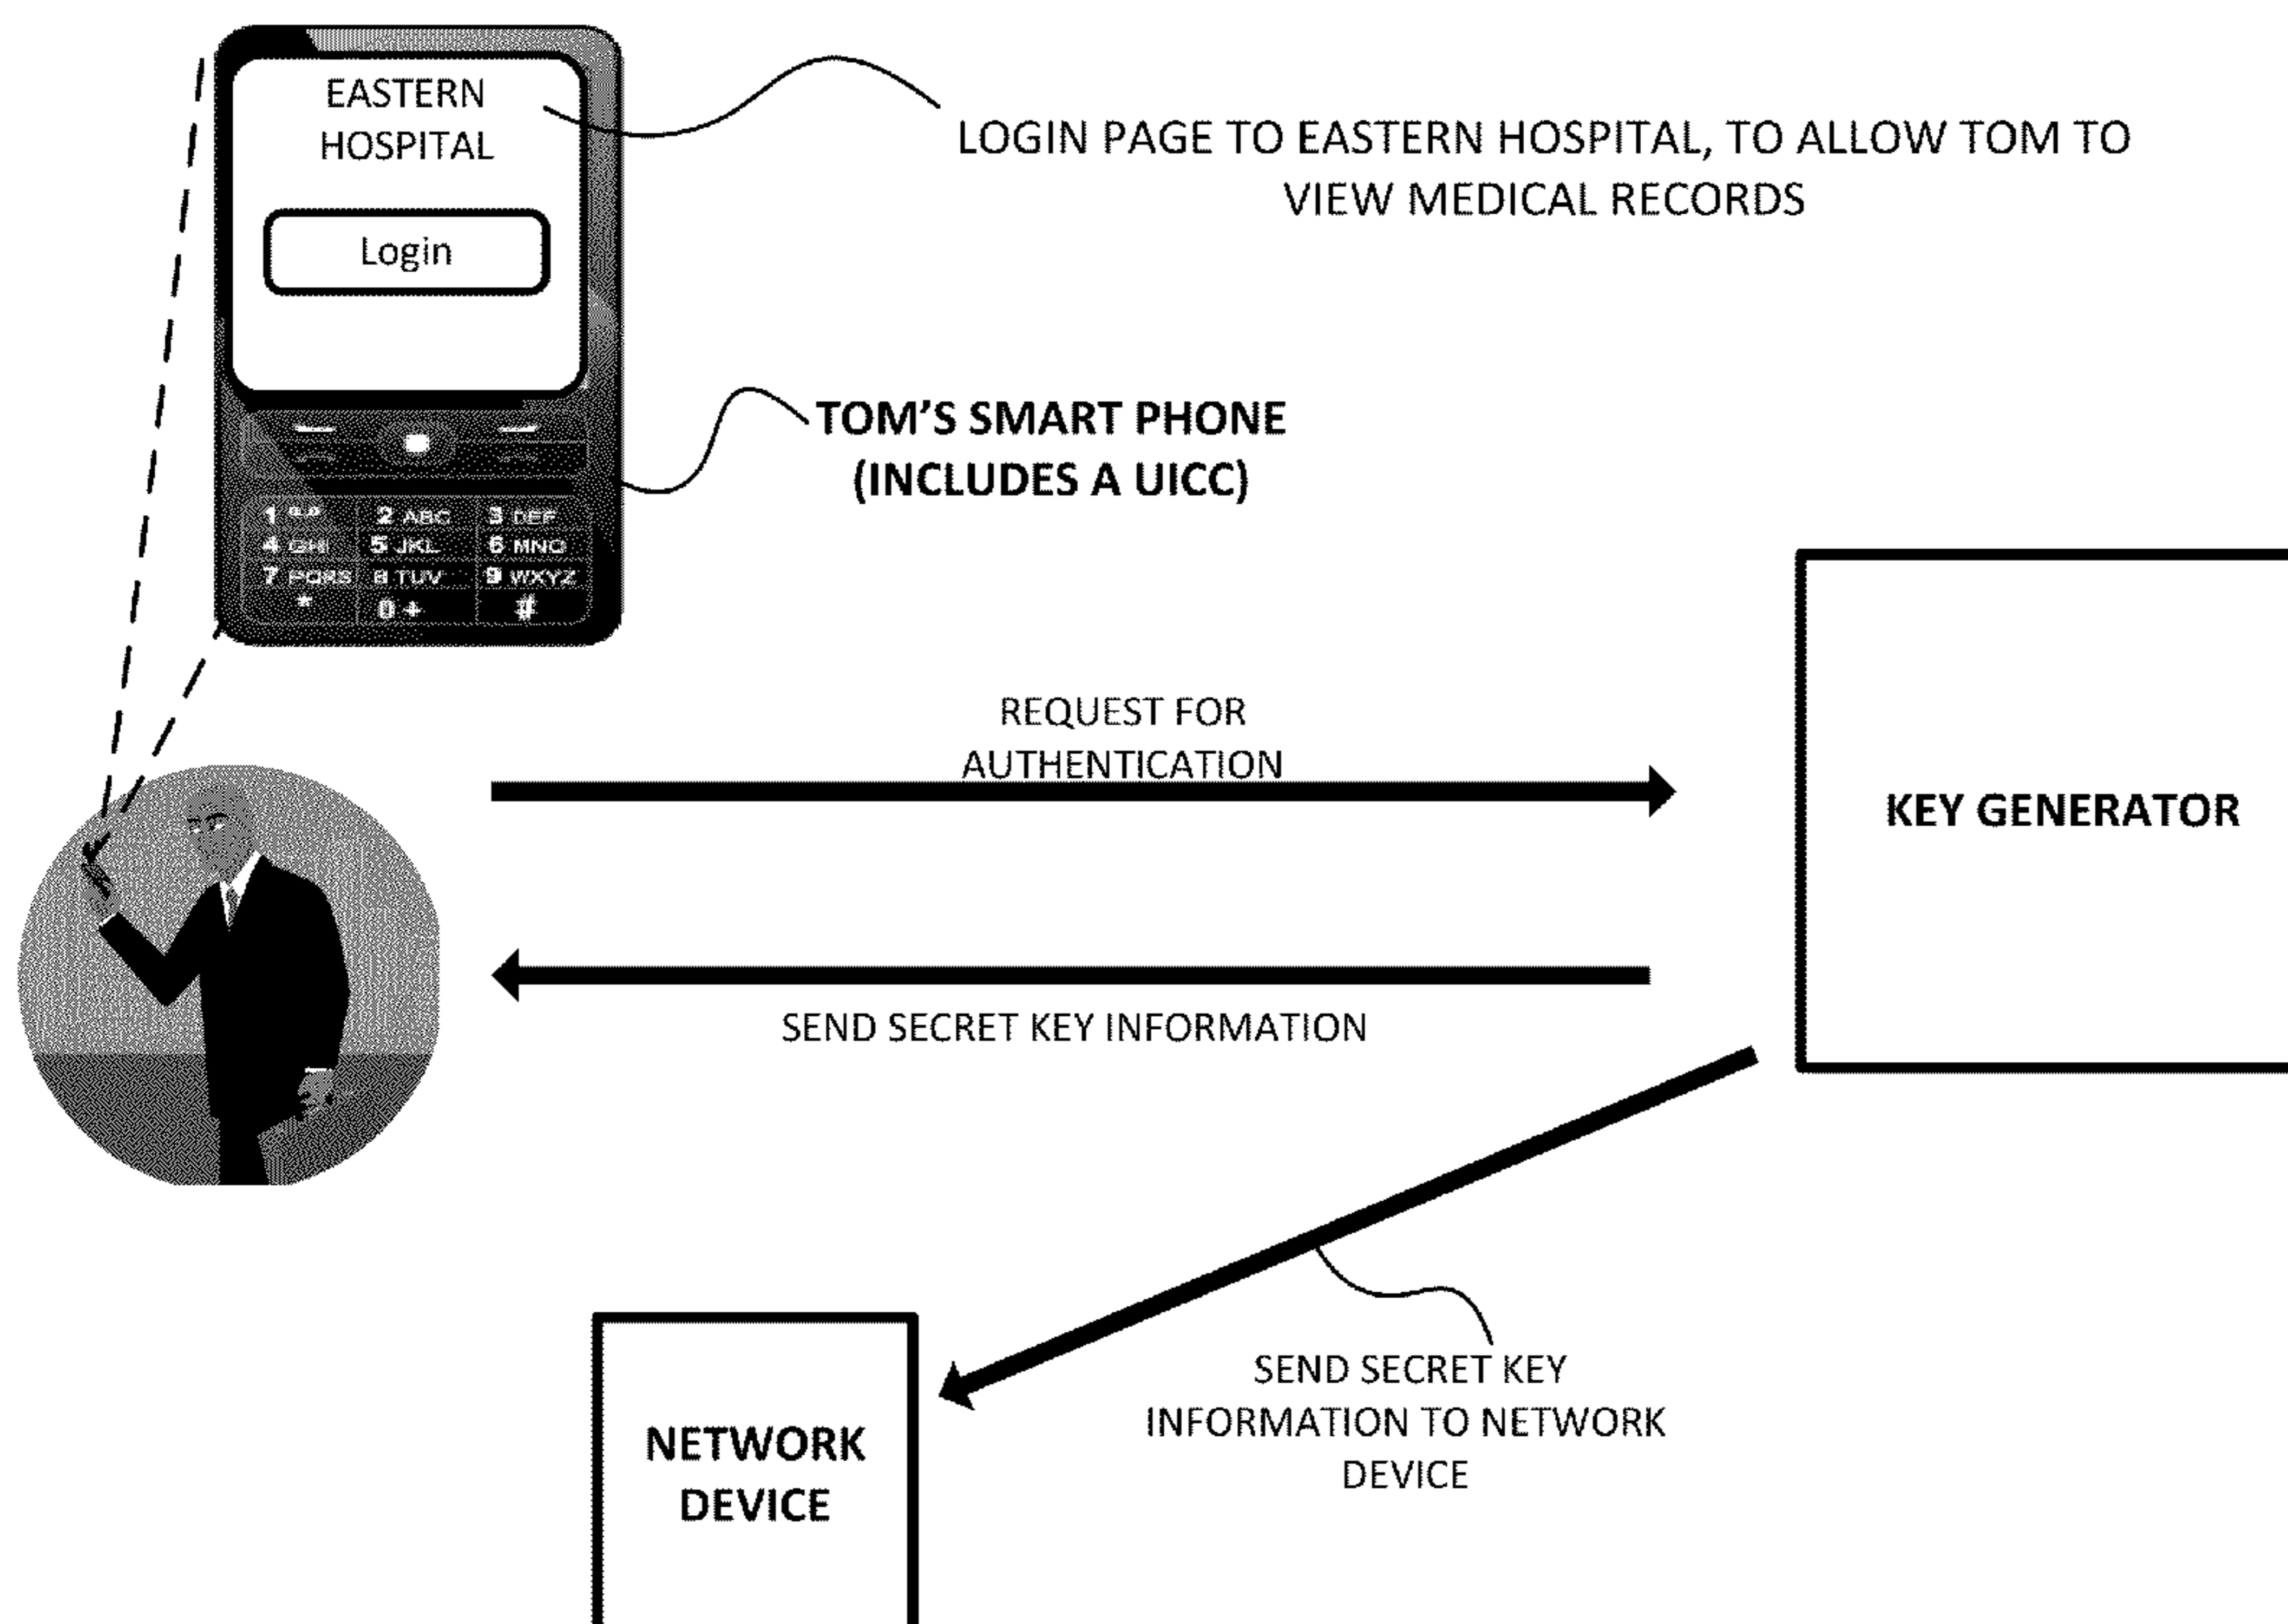 EASTERN
HOSPITAL
Login
LOGIN PAGE TO EASTERN HOSPITAL, TO ALLOW TOM TO
VIEW MEDICAL RECORDS
TOM'S SMART PHONE
(INCLUDES A UICC)
1 2 ABC 3 DEF
4 GHI 5 JKL 6 MNO
7 PQRS 8 TUV 9 WXYZ
* 0 + #
REQUEST FOR
AUTHENTICATION
KEY GENERATOR
SEND SECRET KEY INFORMATION
SEND SECRET KEY
INFORMATION TO NETWORK
DEVICE
NETWORK
DEVICE